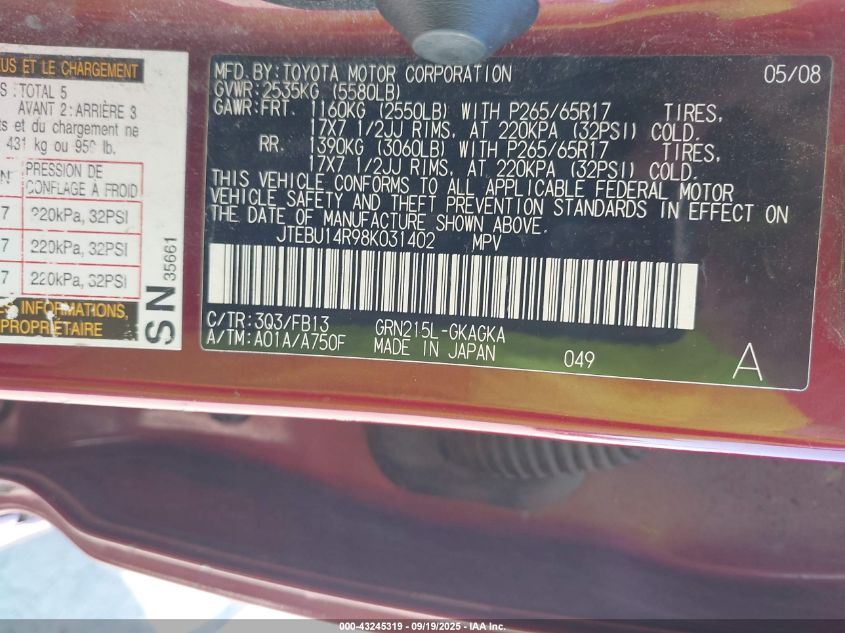 US ET LE CHARGEMENT
S: TOTAL 5
AVANT 2: ARRIÈRE 3
ts et du chargement ne
431 kg ou 950 lb.
N PRESSION DE
CONFLAGE À FROID
7 220kPa, 32PSI
7 220kPa, 32PSI
7 220kPa, 32PSI
S INFORMATIONS,
PROPRIÉTAIRE
SN 35661
MFD. BY: TOYOTA MOTOR CORPORATION 05/08
GVWR: 2535KG (5580LB)
GAWR: FRT. 1160KG (2550LB) WITH P265/65R17 TIRES,
17X7 1/2JJ RIMS, AT 220KPA (32PSI) COLD.
RR. 1390KG (3060LB) WITH P265/65R17 TIRES,
17X7 1/2JJ RIMS, AT 220KPA (32PSI) COLD.
THIS VEHICLE CONFORMS TO ALL APPLICABLE FEDERAL MOTOR
VEHICLE SAFETY AND THEFT PREVENTION STANDARDS IN EFFECT ON
THE DATE OF MANUFACTURE SHOWN ABOVE.
JTEBU14R98K031402 MPV
C/TR: 3Q3/FB13 GRN215L-GKAGKA
A/TM: A01A/A750F MADE IN JAPAN 049 A
000-43245319 - 09/19/2025 - IAA Inc.